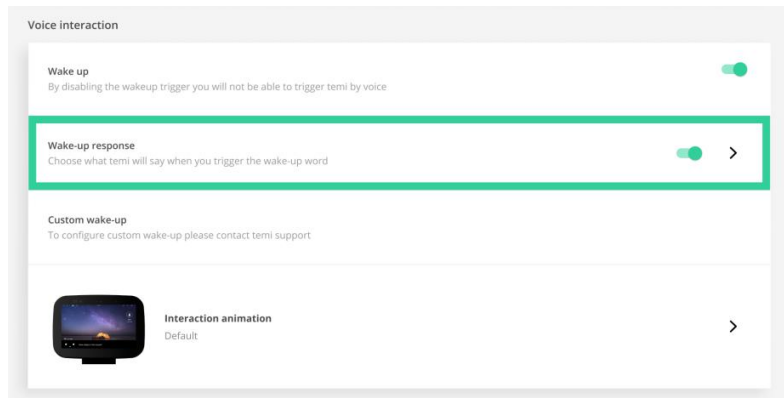 Voice interaction
Wake up
By disabling the wakeup trigger you will not be able to trigger temi by voice
Wake-up response
Choose what temi will say when you trigger the wake-up word
Custom wake-up
To configure custom wake-up please contact temi support
Interaction animation
Default